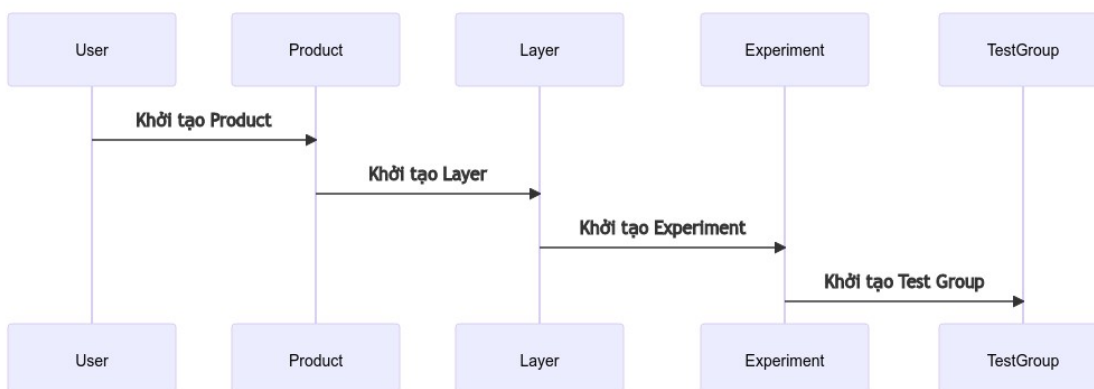 User
Product
Layer
Experiment
TestGroup
Khởi tạo Product
Khởi tạo Layer
Khởi tạo Experiment
Khởi tạo Test Group
User
Product
Layer
Experiment
TestGroup